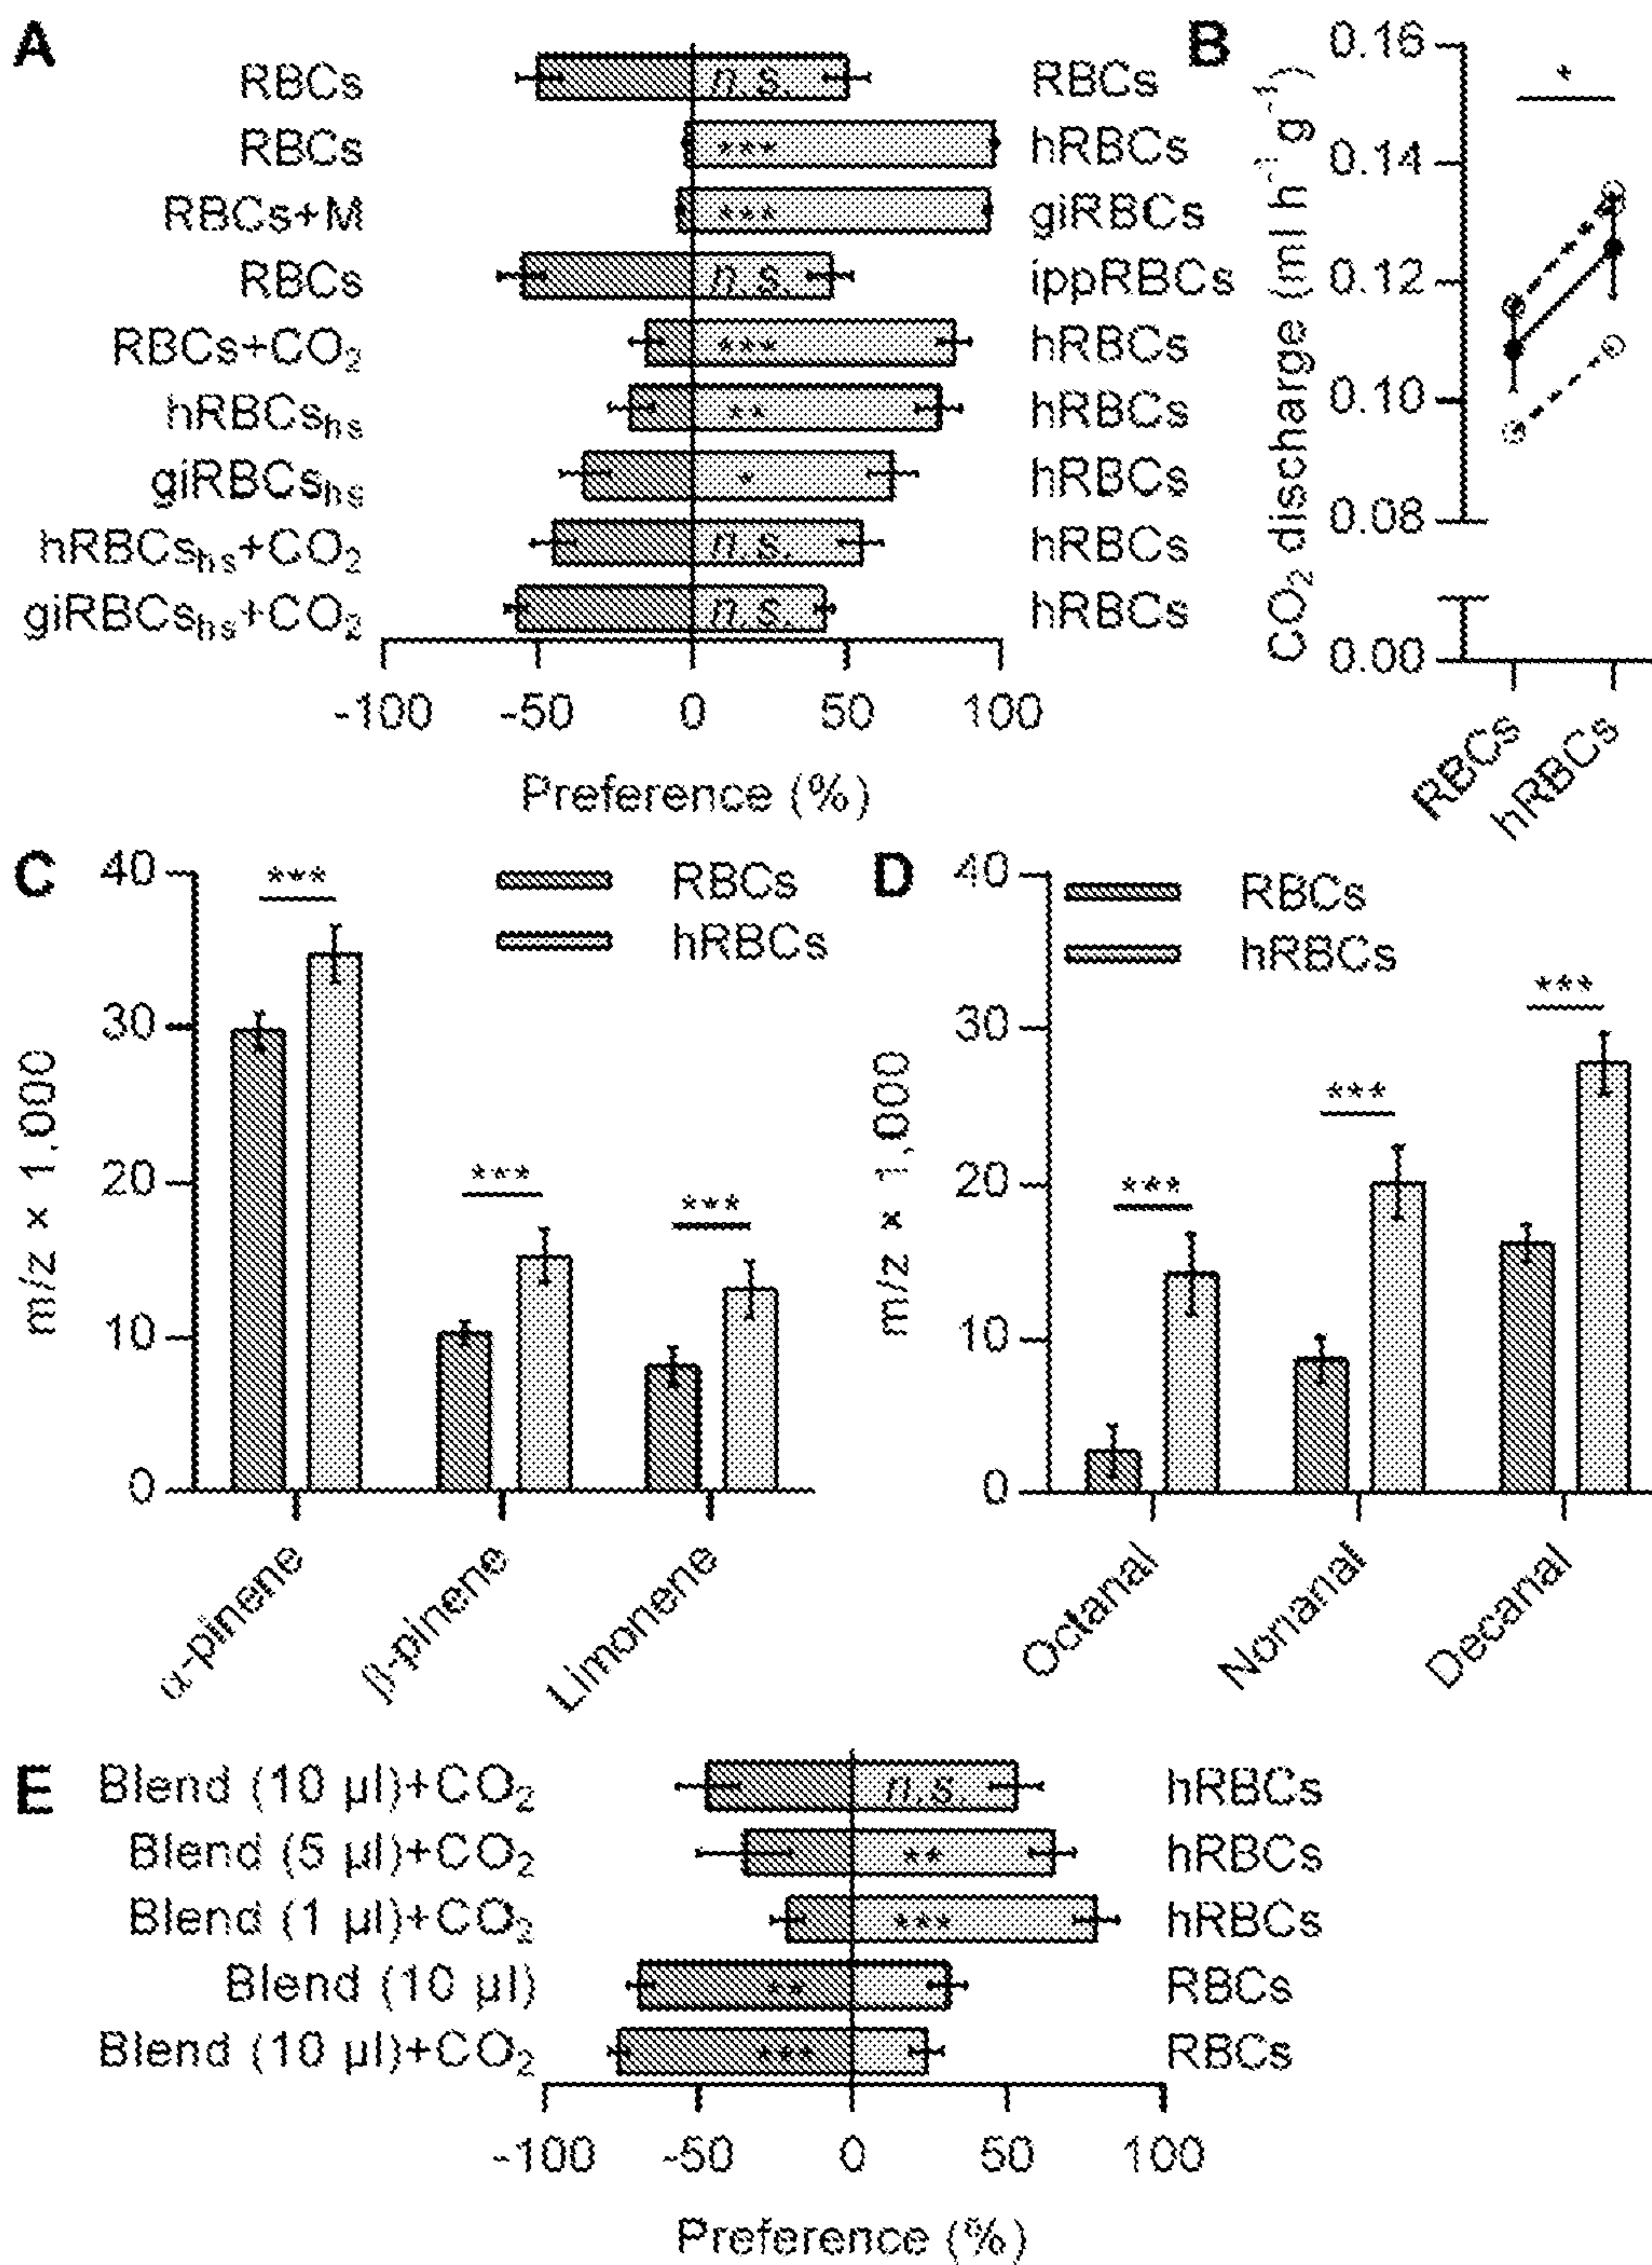 A
RBCs n.s. RBCs
RBCs *** hRBCs
RBCs+M *** giRBCs
RBCs n.s. ippRBCs
RBCs+CO₂ *** hRBCs
hRBCshs ** hRBCs
giRBCshs * hRBCs
hRBCshs+CO₂ n.s. hRBCs
giRBCshs+CO₂ n.s. hRBCs
-100 -50 0 50 100
Preference (%)
B
CO₂ discharge (ml h⁻¹ g⁻¹)
0.16
0.14
0.12
0.10
0.08
0.00
*
RBCs
hRBCs
C
m/z × 1,000
40
30
20
10
0
RBCs
hRBCs
***
***
***
α-pinene
β-pinene
Limonene
D
m/z × 1,000
40
30
20
10
0
RBCs
hRBCs
***
***
***
Octanal
Nonanal
Decanal
E
Blend (10 µl)+CO₂ n.s. hRBCs
Blend (5 µl)+CO₂ ** hRBCs
Blend (1 µl)+CO₂ *** hRBCs
Blend (10 µl) ** RBCs
Blend (10 µl)+CO₂ *** RBCs
-100 -50 0 50 100
Preference (%)